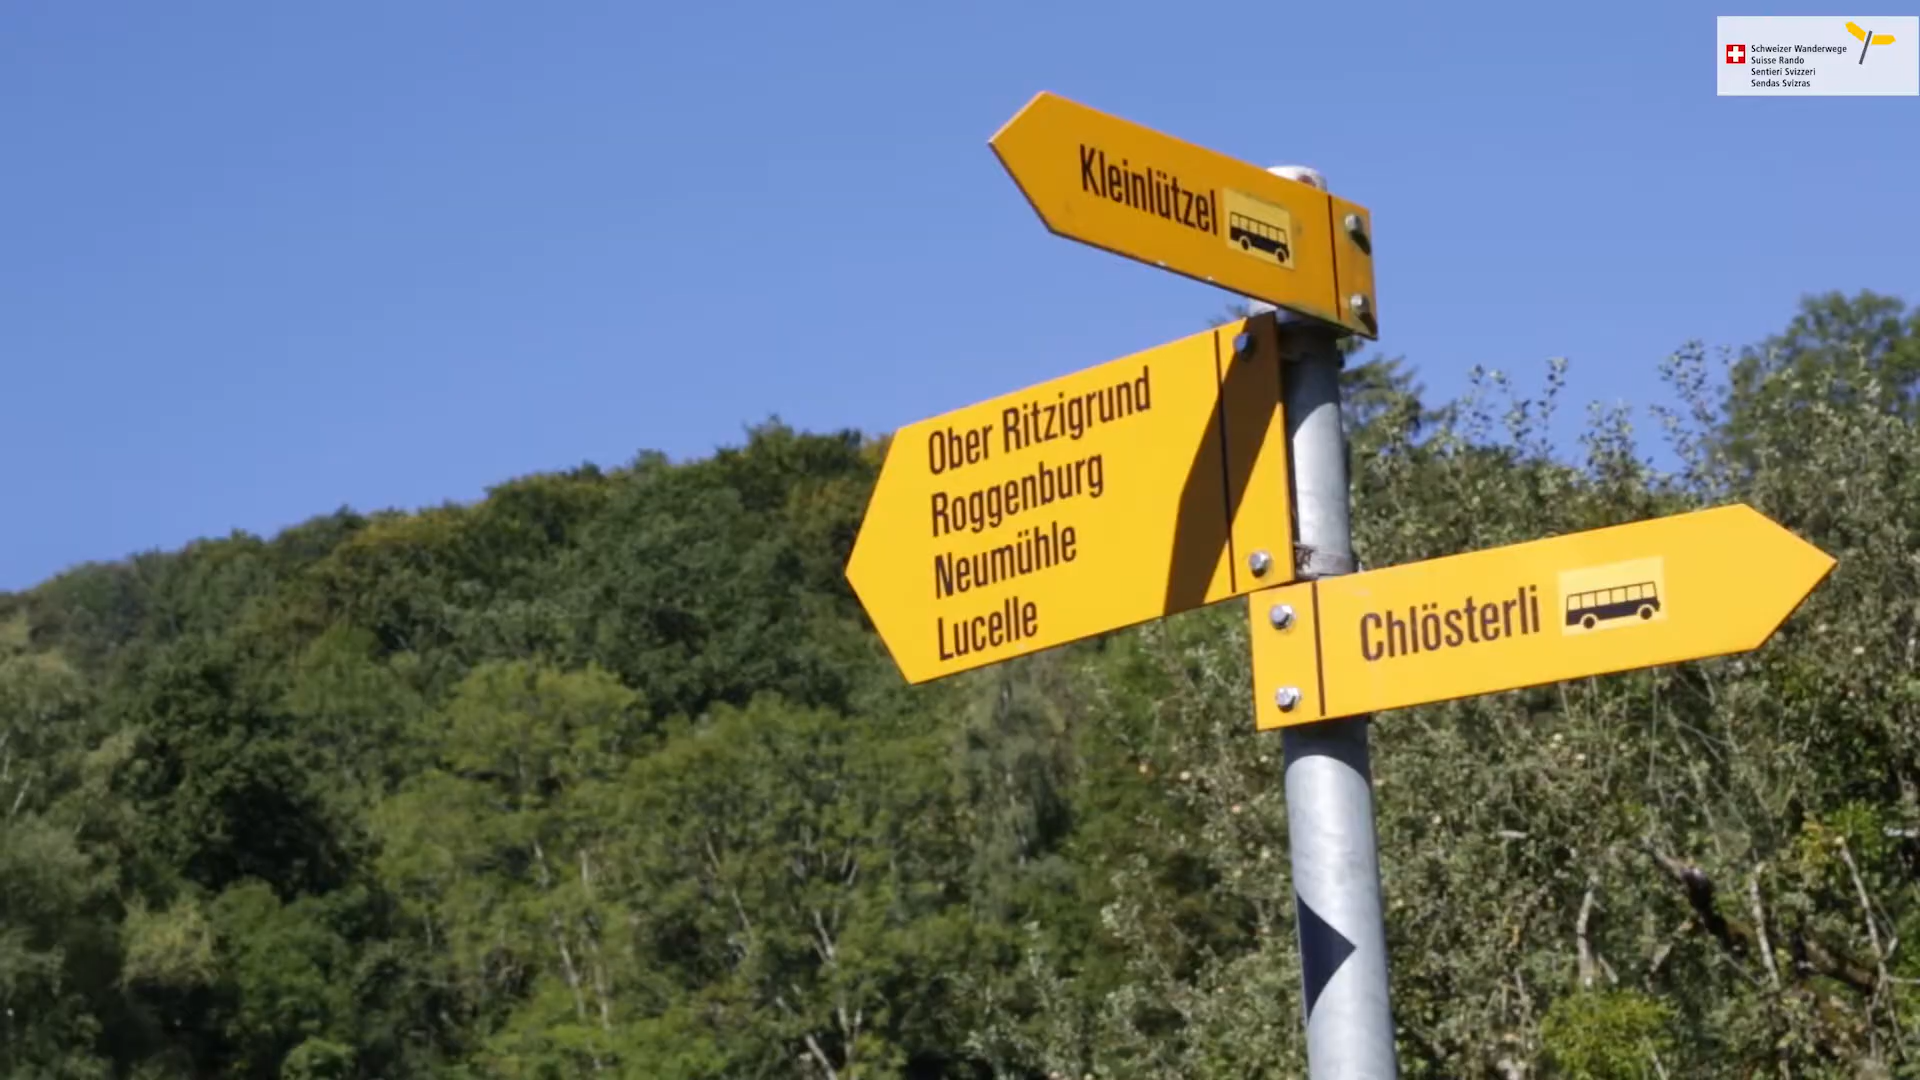 Schweizer Wanderwege
Suisse Rando
Sentieri Svizzeri
Sendas Svizras
Kleinlützel
Ober Ritzigrund
Roggenburg
Neumühle
Lucelle
Chlösterli